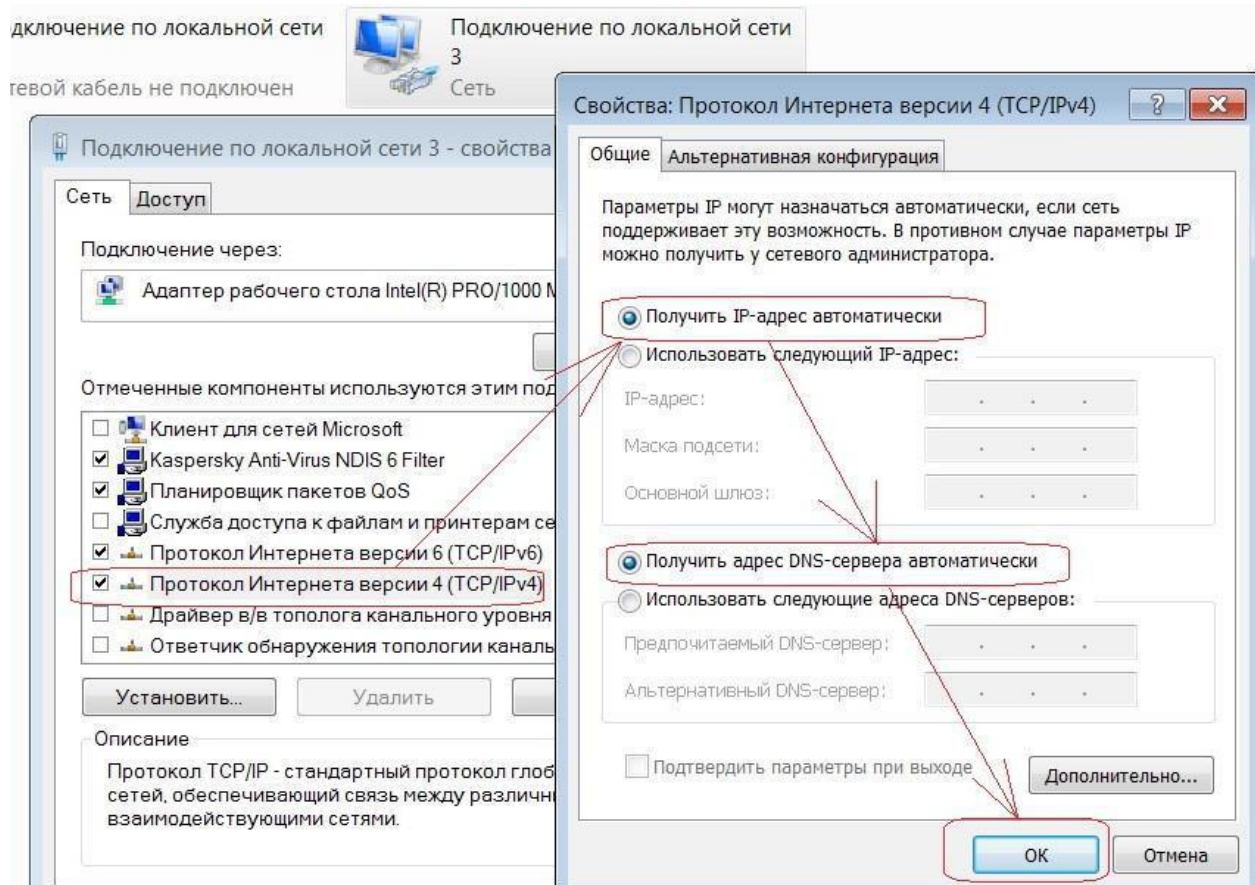 дключение по локальной сети
тевой кабель не подключен
Подключение по локальной сети
3
Сеть
Подключение по локальной сети 3 - свойства
Сеть
Доступ
Подключение через:
Адаптер рабочего стола Intel(R) PRO/1000 M
Отмеченные компоненты используются этим под
Клиент для сетей Microsoft
Kaspersky Anti-Virus NDIS 6 Filter
Планировщик пакетов QoS
Служба доступа к файлам и принтерам се
Протокол Интернета версии 6 (TCP/IPv6)
Протокол Интернета версии 4 (TCP/IPv4)
Драйвер в/в тополога канального уровня
Ответчик обнаружения топологии каналь
Установить...
Удалить
Описание
Протокол TCP/IP - стандартный протокол глоб
сетей, обеспечивающий связь между различн
взаимодействующими сетями.
Свойства: Протокол Интернета версии 4 (TCP/IPv4)
Общие
Альтернативная конфигурация
Параметры IP могут назначаться автоматически, если сеть
поддерживает эту возможность. В противном случае параметры IP
можно получить у сетевого администратора.
Получить IP-адрес автоматически
Использовать следующий IP-адрес:
IP-адрес:
Маска подсети:
Основной шлюз:
Получить адрес DNS-сервера автоматически
Использовать следующие адреса DNS-серверов:
Предпочитаемый DNS-сервер:
Альтернативный DNS-сервер:
Подтвердить параметры при выходе
Дополнительно...
ОК
Отмена